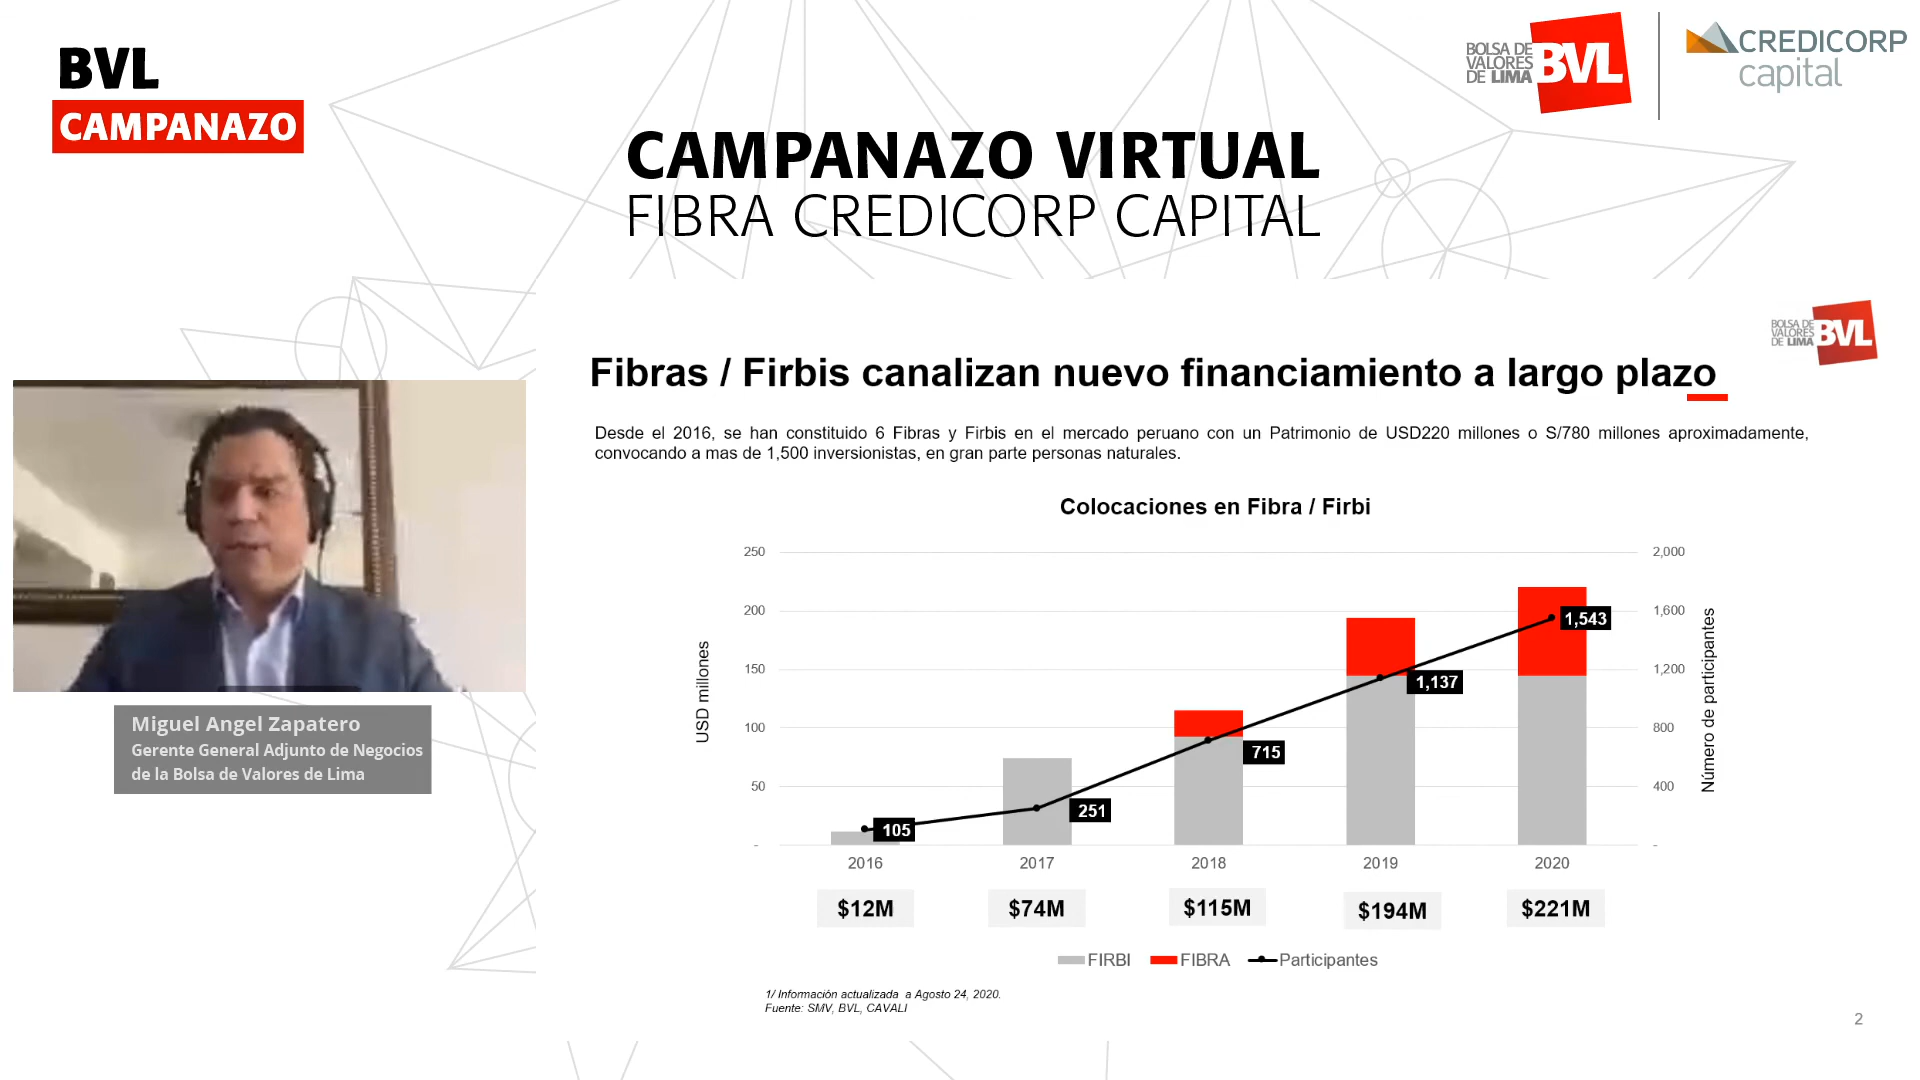 BVL
CAMPANAZO
BOLSA DE
VALORES
DE LIMA
BVL
CREDICORP
capital
CAMPANAZO VIRTUAL
FIBRA CREDICORP CAPITAL
BOLSA DE
VALORES
DE LIMA
BVL
Fibras / Firbis canalizan nuevo financiamiento a largo plazo
Desde el 2016, se han constituido 6 Fibras y Firbis en el mercado peruano con un Patrimonio de USD220 millones o S/780 millones aproximadamente,
convocando a mas de 1,500 inversionistas, en gran parte personas naturales.
Miguel Angel Zapatero
Gerente General Adjunto de Negocios
de la Bolsa de Valores de Lima
Colocaciones en Fibra / Firbi
USD millones
250
200
150
100
50
-
2,000
1,600
1,200
800
400
-
Número de participantes
105
251
715
1,137
1,543
2016 2017 2018 2019 2020
$12M $74M $115M $194M $221M
FIRBI FIBRA Participantes
1/ Información actualizada a Agosto 24, 2020.
Fuente: SMV, BVL, CAVALI
2